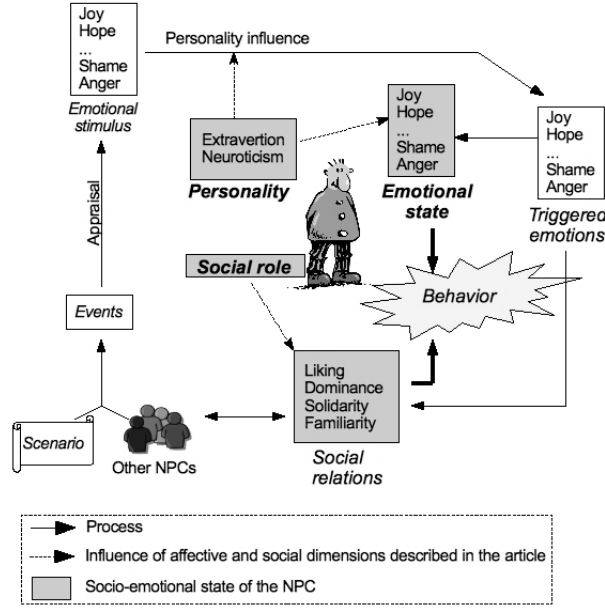 Joy
Hope
...
Shame
Anger
Emotional
stimulus
Personality influence
Extravertion
Neuroticism
Personality
Joy
Hope
...
Shame
Anger
Emotional
state
Joy
Hope
...
Shame
Anger
Triggered
emotions
Appraisal
Social role
Behavior
Events
Liking
Dominance
Solidarity
Familiarity
Social
relations
Scenario
Other NPCs
Process
Influence of affective and social dimensions described in the article
Socio-emotional state of the NPC